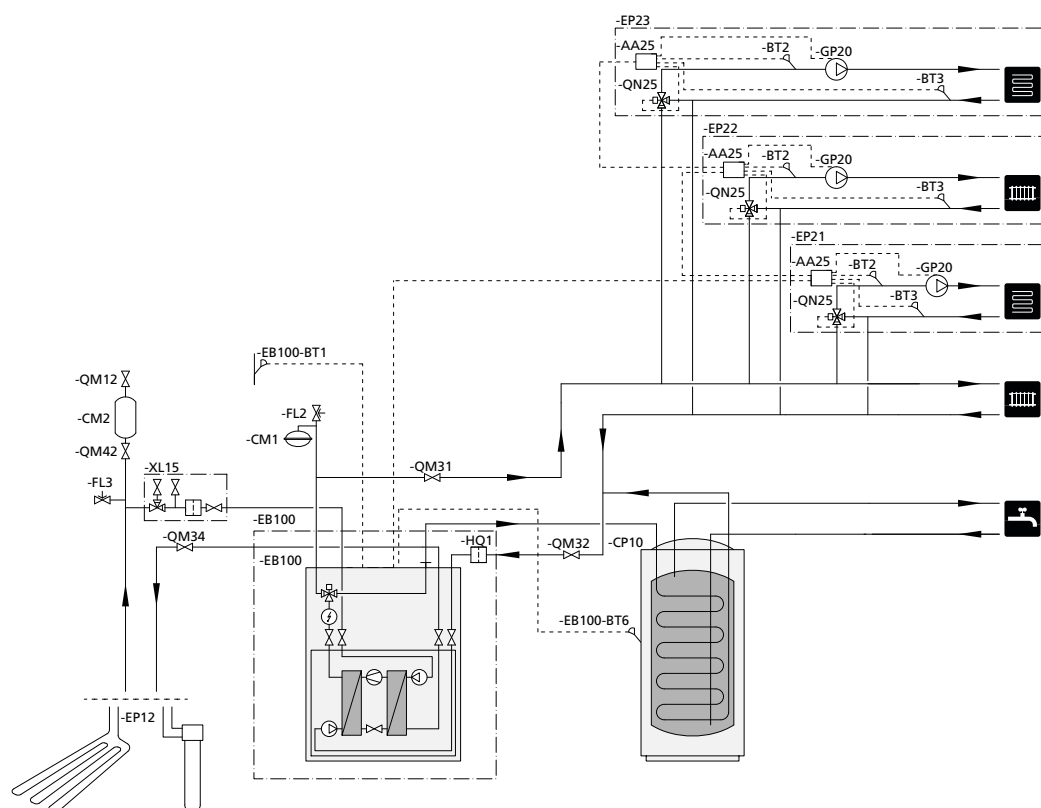 -EP23
-AA25
-BT2
-GP20
-QN25
-BT3
-EP22
-AA25
-BT2
-GP20
-QN25
-BT3
-EP21
-AA25
-BT2
-GP20
-QN25
-BT3
-EB100-BT1
-QM12
-CM2
-QM42
-FL2
-CM1
-XL15
-QM31
-FL3
-EB100
-QM34
-EB100
-HQ1
-QM32
-CP10
-EB100-BT6
-EP12